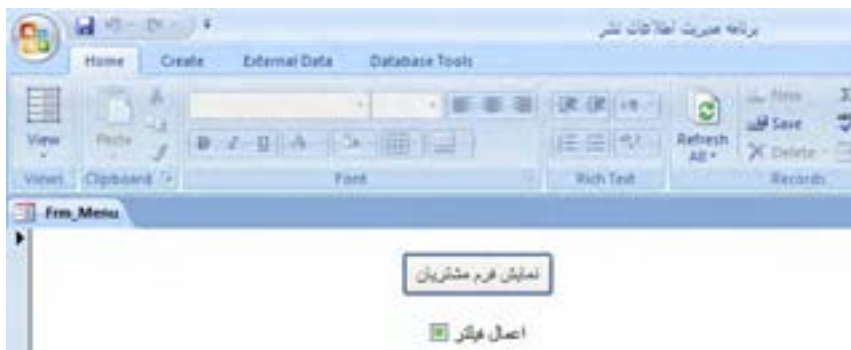 برنامه مدیریت اطلاعات نشر
Home Create External Data Database Tools
View Paste Refresh All New Save Delete
Views Clipboard Font Rich Text Records
Frm_Menu
نمایش فرم مشتریان
اعمال فیلتر